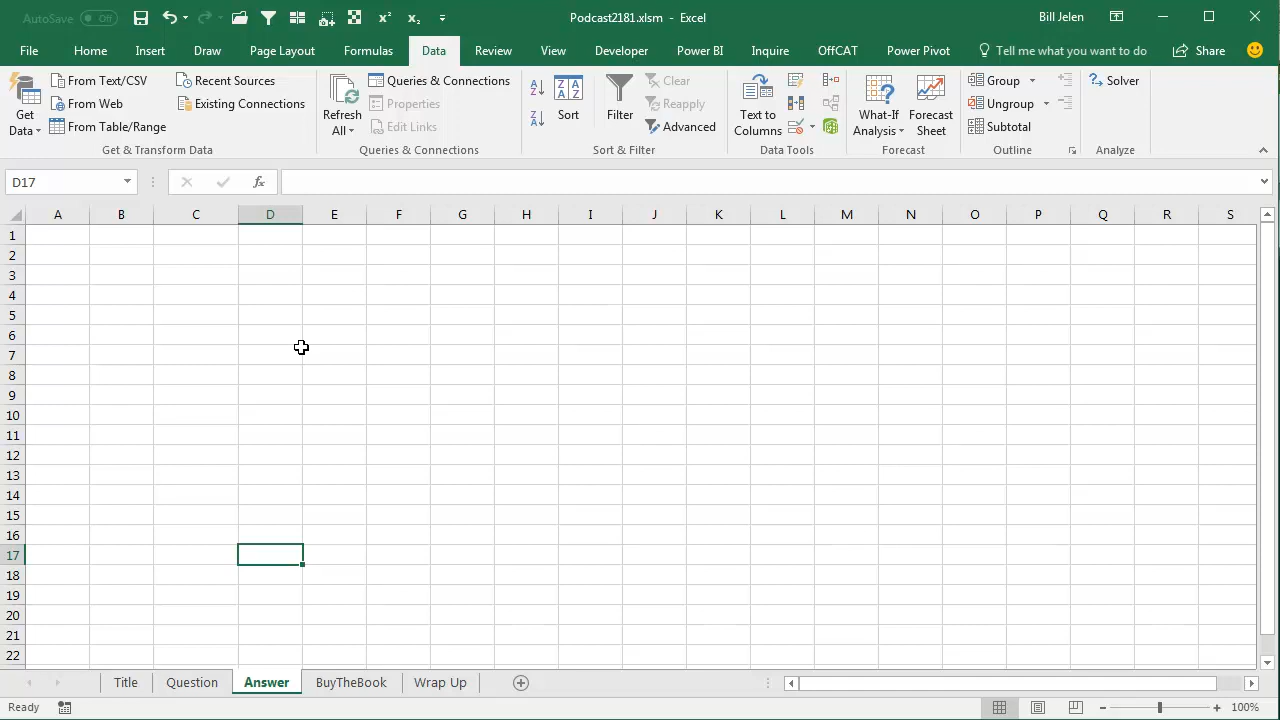 AutoSave Off
x² x₂
Podcast2181.xlsm - Excel
Bill Jelen
File Home Insert Draw Page Layout Formulas Data Review View Developer Power BI Inquire OffCAT Power Pivot Tell me what you want to do Share
Get Data
From Text/CSV
From Web
From Table/Range
Recent Sources
Existing Connections
Get & Transform Data
Refresh All
Queries & Connections
Properties
Edit Links
Queries & Connections
Sort
Filter
Clear
Reapply
Advanced
Sort & Filter
Text to Columns
Data Tools
What-If Analysis
Forecast Sheet
Forecast
Group
Ungroup
Subtotal
Outline
Solver
Analyze
D17
fx
A B C D E F G H I J K L M N O P Q R S
1
2
3
4
5
6
7
8
9
10
11
12
13
14
15
16
17
18
19
20
21
22
Title Question Answer BuyTheBook Wrap Up
Ready
100%